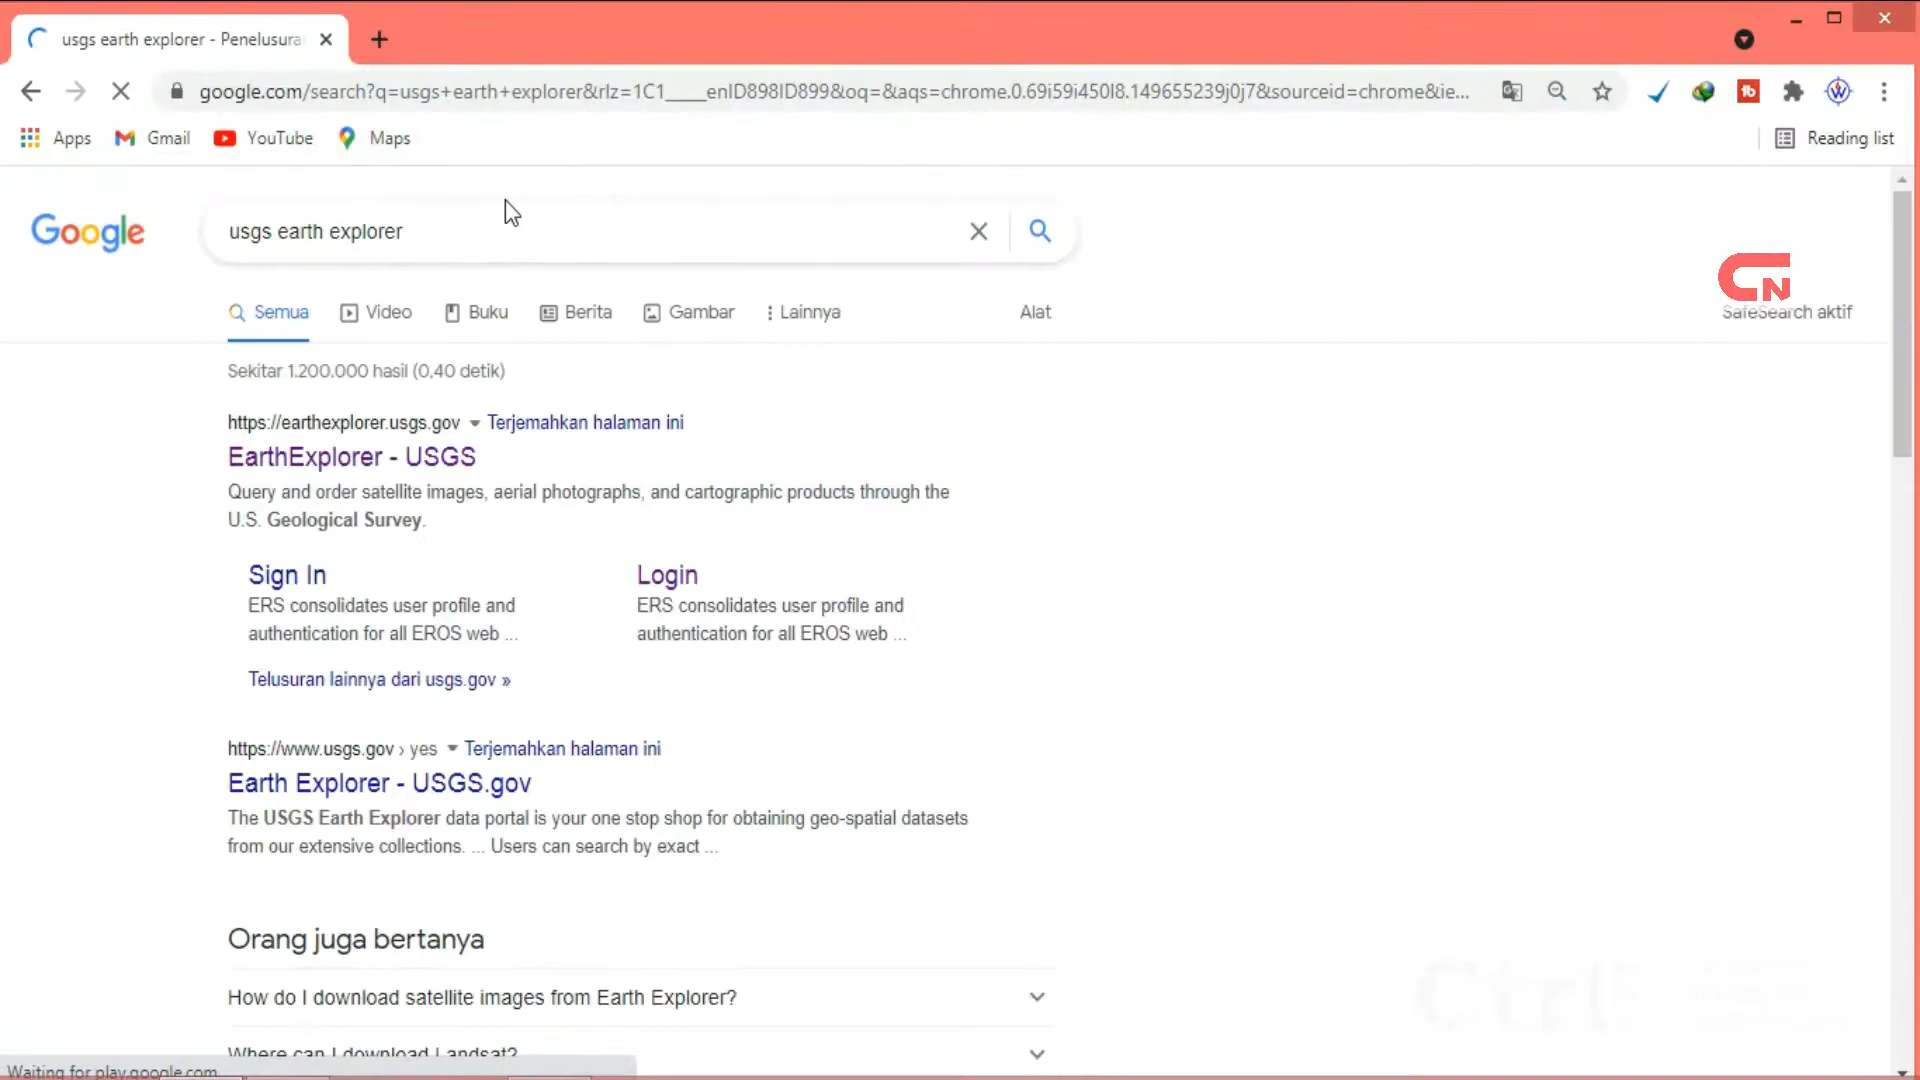 usgs earth explorer - Penelusura
google.com/search?q=usgs+earth+explorer&rlz=1C1____enID898ID899&oq=&aqs=chrome.0.69i59i450l8.149655239j0j7&sourceid=chrome&ie...
Apps Gmail YouTube Maps Reading list
Google usgs earth explorer
CN
Semua Video Buku Berita Gambar Lainnya Alat SafeSearch aktif
Sekitar 1.200.000 hasil (0,40 detik)
https://earthexplorer.usgs.gov Terjemahkan halaman ini
EarthExplorer - USGS
Query and order satellite images, aerial photographs, and cartographic products through the
U.S. Geological Survey.
Sign In Login
ERS consolidates user profile and ERS consolidates user profile and
authentication for all EROS web ... authentication for all EROS web ...
Telusuran lainnya dari usgs.gov »
https://www.usgs.gov › yes Terjemahkan halaman ini
Earth Explorer - USGS.gov
The USGS Earth Explorer data portal is your one stop shop for obtaining geo-spatial datasets
from our extensive collections. ... Users can search by exact ...
Orang juga bertanya
How do I download satellite images from Earth Explorer?
Where can I download Landsat?
Waiting for play.google.com...